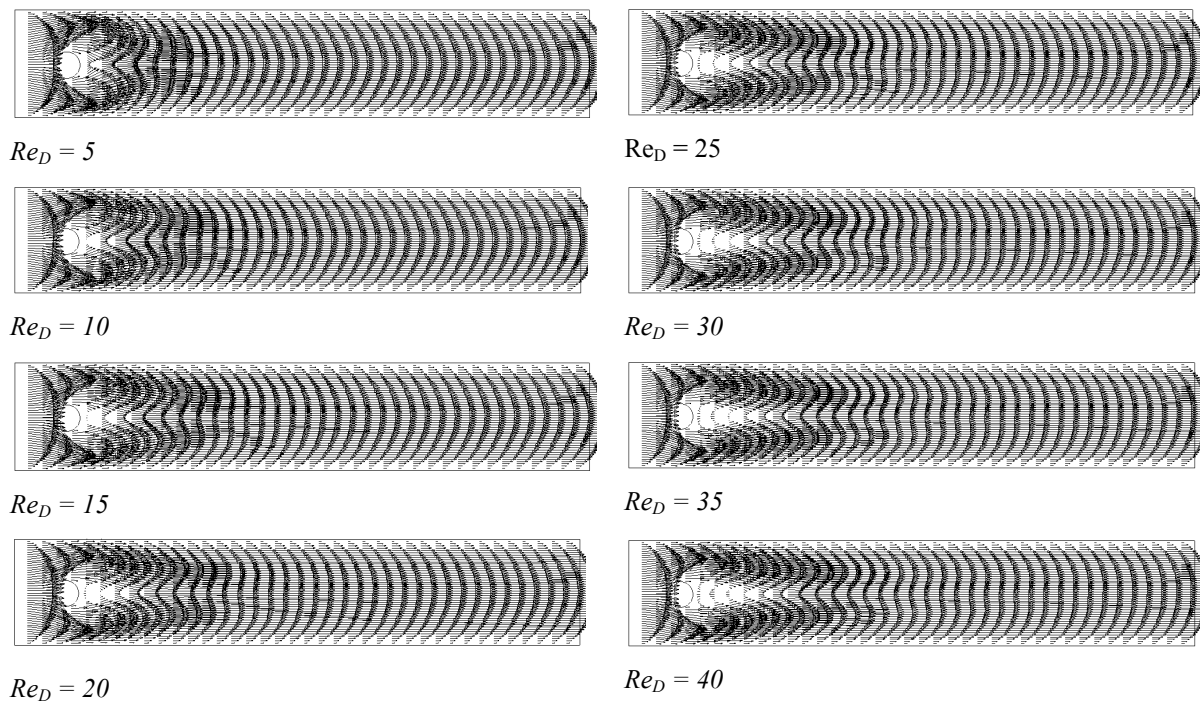 Re_D = 5
Re_D = 10
Re_D = 15
Re_D = 20
Re_D = 25
Re_D = 30
Re_D = 35
Re_D = 40